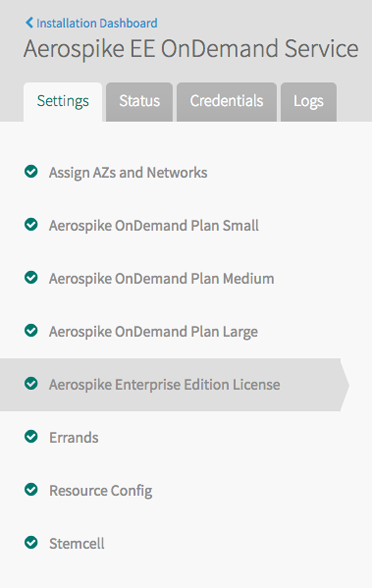 Installation Dashboard
Aerospike EE OnDemand Service
Settings Status Credentials Logs
Assign AZs and Networks
Aerospike OnDemand Plan Small
Aerospike OnDemand Plan Medium
Aerospike OnDemand Plan Large
Aerospike Enterprise Edition License
Errands
Resource Config
Stemcell